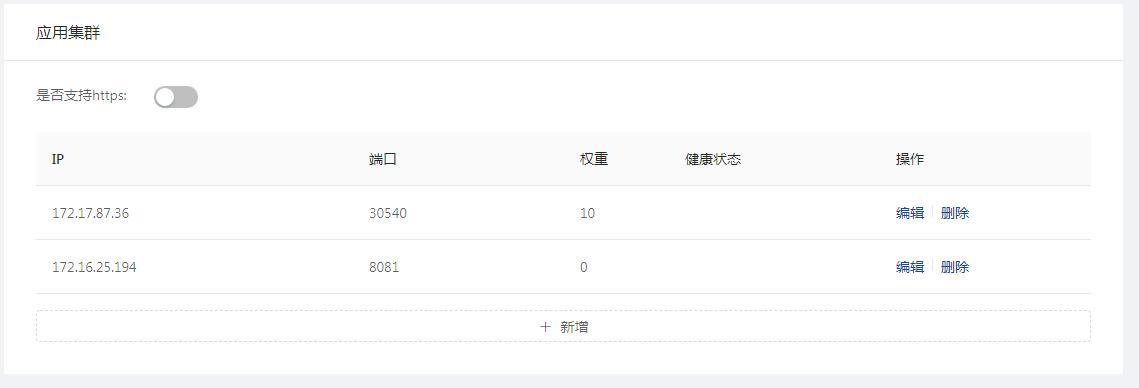 应用集群
是否支持https:
IP 端口 权重 健康状态 操作
172.17.87.36 30540 10 编辑 删除
172.16.25.194 8081 0 编辑 删除
+ 新增